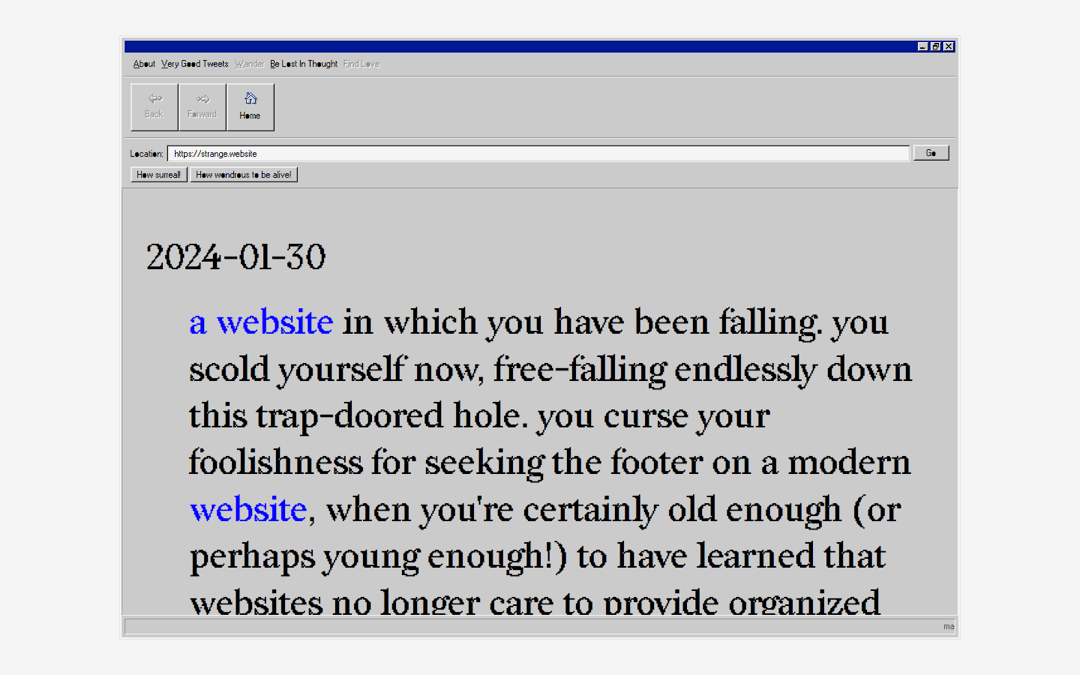 About Very Good Tweets Wander Be Lost In Thought Find Love
Back Forward Home
Location: https://strange.website Go
How surreal! How wondrous to be alive!
2024-01-30
a website in which you have been falling. you
scold yourself now, free-falling endlessly down
this trap-doored hole. you curse your
foolishness for seeking the footer on a modern
website, when you're certainly old enough (or
perhaps young enough!) to have learned that
websites no longer care to provide organized
ma